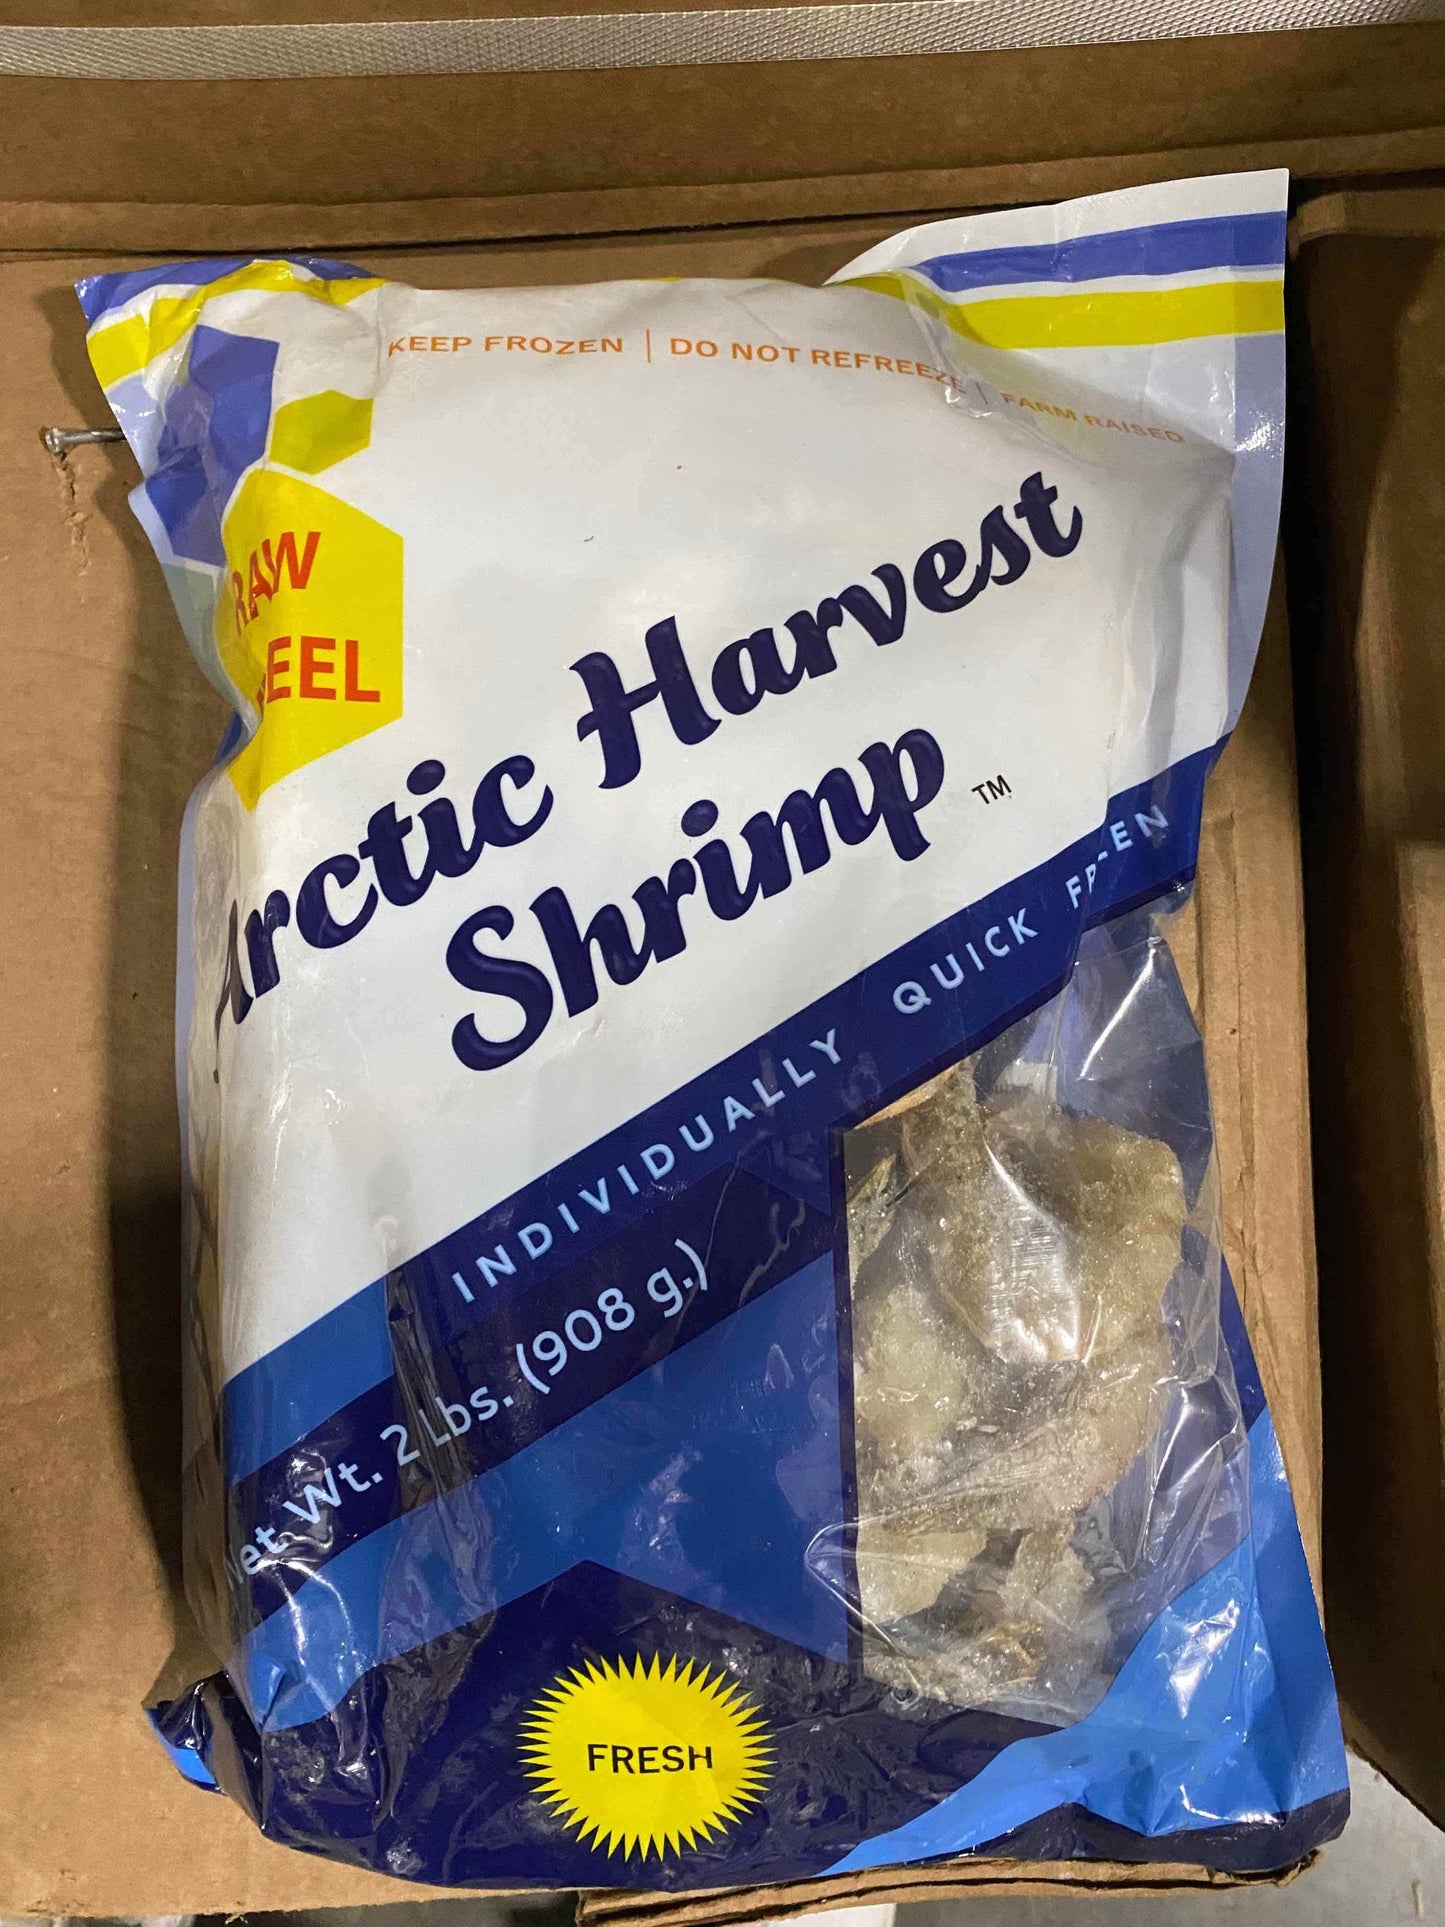 KEEP FROZEN | DO NOT REFREEZE | FARM RAISED
RAW
EEL
Arctic Harvest
Shrimp TM
INDIVIDUALLY QUICK
Net Wt. 2 Lbs. (908 g.)
FRESH